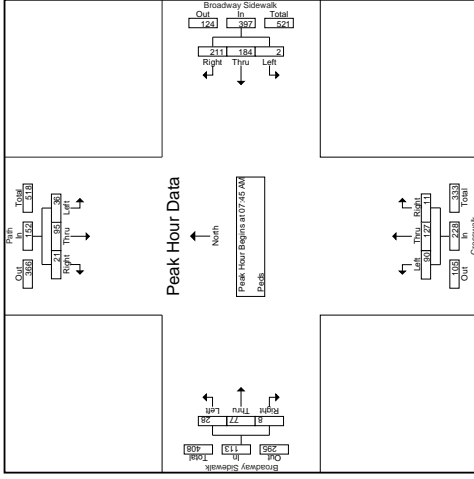 Broadway Sidewalk
Out In Total
124 397 521
211 184 2
Right Thru Left
Path
Total
518
In
152
Out
366
36
Left
95
Thru
21
Right
Peak Hour Data
North
Peak Hour Begins at 07:45 AM
Peds
Right
11
Thru
127
Left
90
Total
333
In
228
Out
105
Left
28
Thru
77
Right
8
Total
408
In
113
Out
295
Broadway Sidewalk